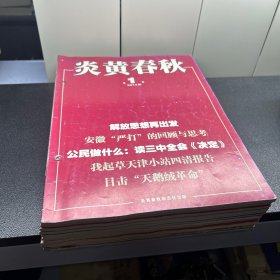 炎黄春秋
第1期
解放思想再出发
安徽“严打”的回顾与思考
公民做什么：读三中全会《决定》
我起草天津小站四清报告
目击“天鹅绒革命”